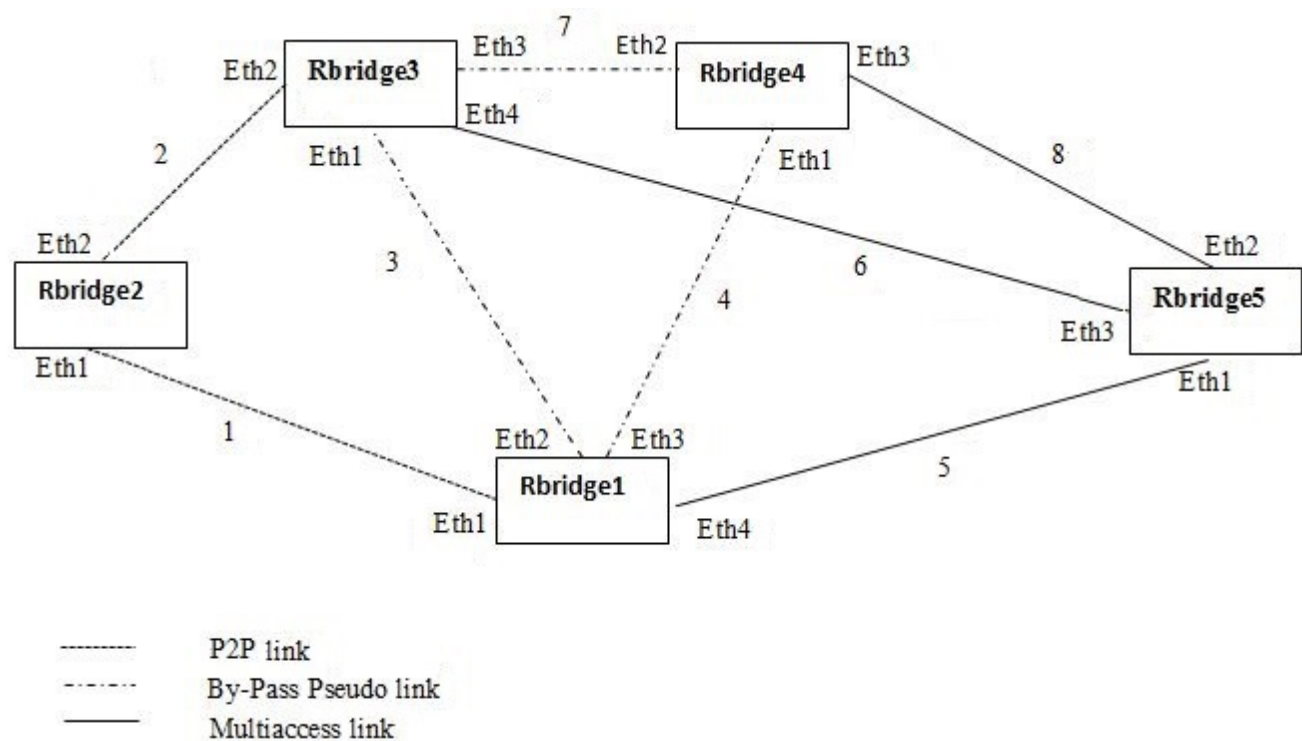 7
Eth3
Eth2
Eth2
Rbridge3
Rbridge4
Eth3
Eth4
Eth1
Eth1
2
8
Eth2
Eth2
3
6
Rbridge2
4
Rbridge5
Eth3
Eth1
Eth1
1
Eth2
Eth3
5
Rbridge1
Eth1
Eth4
P2P link
By-Pass Pseudo link
Multiaccess link